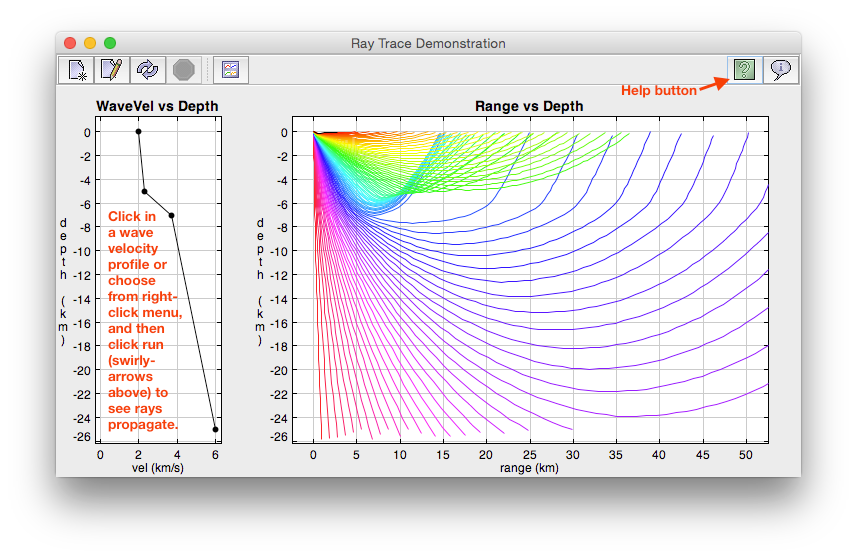 Ray Trace Demonstration
Help button
WaveVel vs Depth
0
-2
-4
-6
-8
-10
-12
-14
-16
-18
-20
-22
-24
-26
depth (km)
Click in
a wave
velocity
profile or
choose
from right-
click menu,
and then
click run
(swirly-
arrows
above) to
see rays
propagate.
0 2 4 6
vel (km/s)
Range vs Depth
0
-2
-4
-6
-8
-10
-12
-14
-16
-18
-20
-22
-24
-26
depth (km)
0 5 10 15 20 25 30 35 40 45 50
range (km)